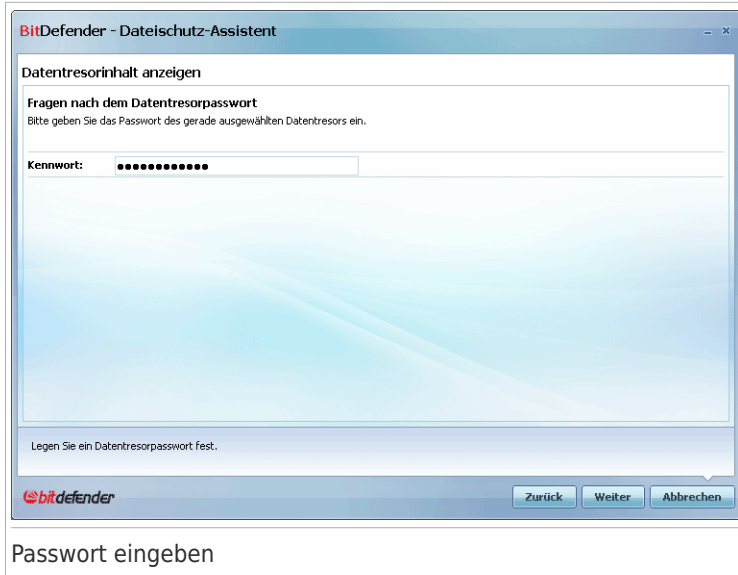 BitDefender - Dateischutz-Assistent
Datentresorinhalt anzeigen
Fragen nach dem Datentresorpasswort
Bitte geben Sie das Passwort des gerade ausgewählten Datentresors ein.
Kennwort: ●●●●●●●●●●●●
Legen Sie ein Datentresorpasswort fest.
bitdefender
Zurück Weiter Abbrechen
Passwort eingeben